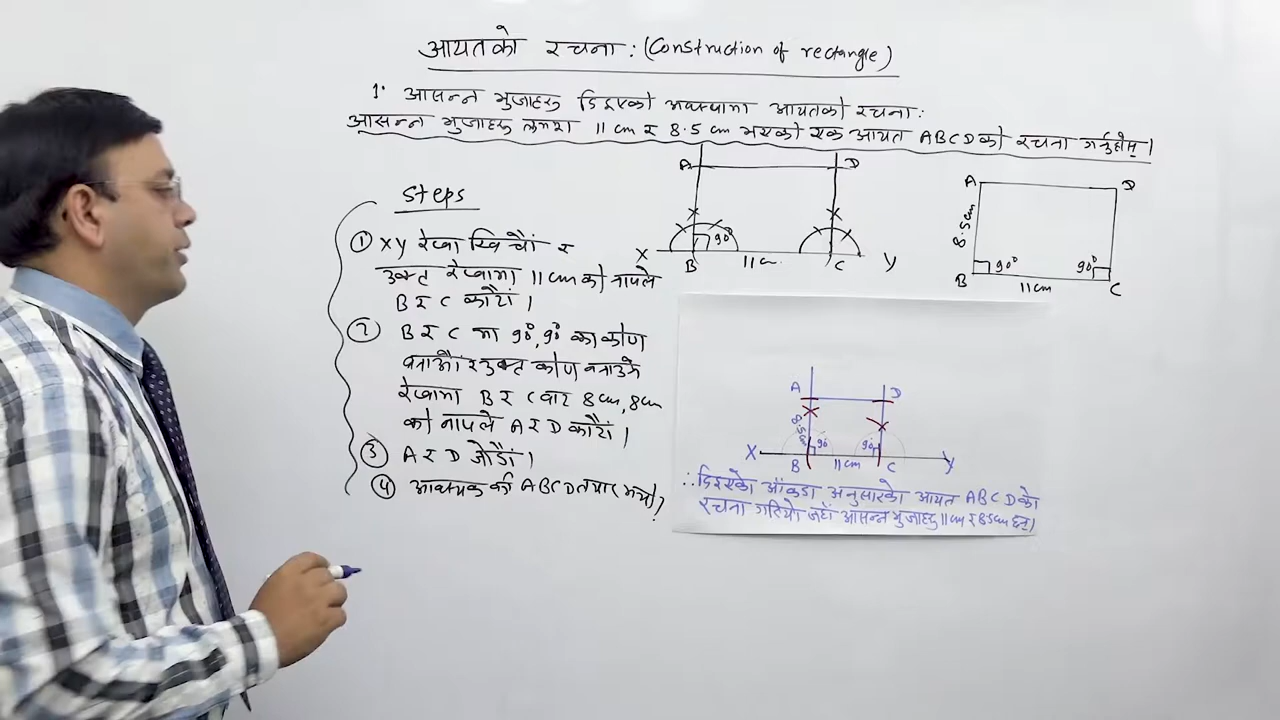 आयतको रचना : (Construction of rectangle)
1. आसन्न भुजाहरु दिइएको अवस्थामा आयतको रचना :
आसन्न भुजाहरु क्रमशः 11 cm र 8.5 cm भएको एक आयत ABCD को रचना गर्नुहोस् ।
Steps
① XY रेखा खिचौं र
उक्त रेखामा 11 cm को नापले
B र C काटौं ।
② B र C मा 90°, 90° का कोण
बनाऔं र उक्त कोण बनाउने
रेखामा B र C बाट 8 cm, 8 cm
को नापले A र D काटौं ।
③ A र D जोडौं ।
④ आवश्यक की ABCD तयार भयो ।
A D
90°
X B 11 cm C Y
A D
8.5 cm
90° 90°
B 11 cm C
A D
8.5 cm
90° 90°
X B 11 cm C Y
∴ दिइएको आंकडा अनुसारको आयत ABCD को
रचना गरियो जहाँ आसन्न भुजाहरु 11 cm र 8.5 cm छन् ।